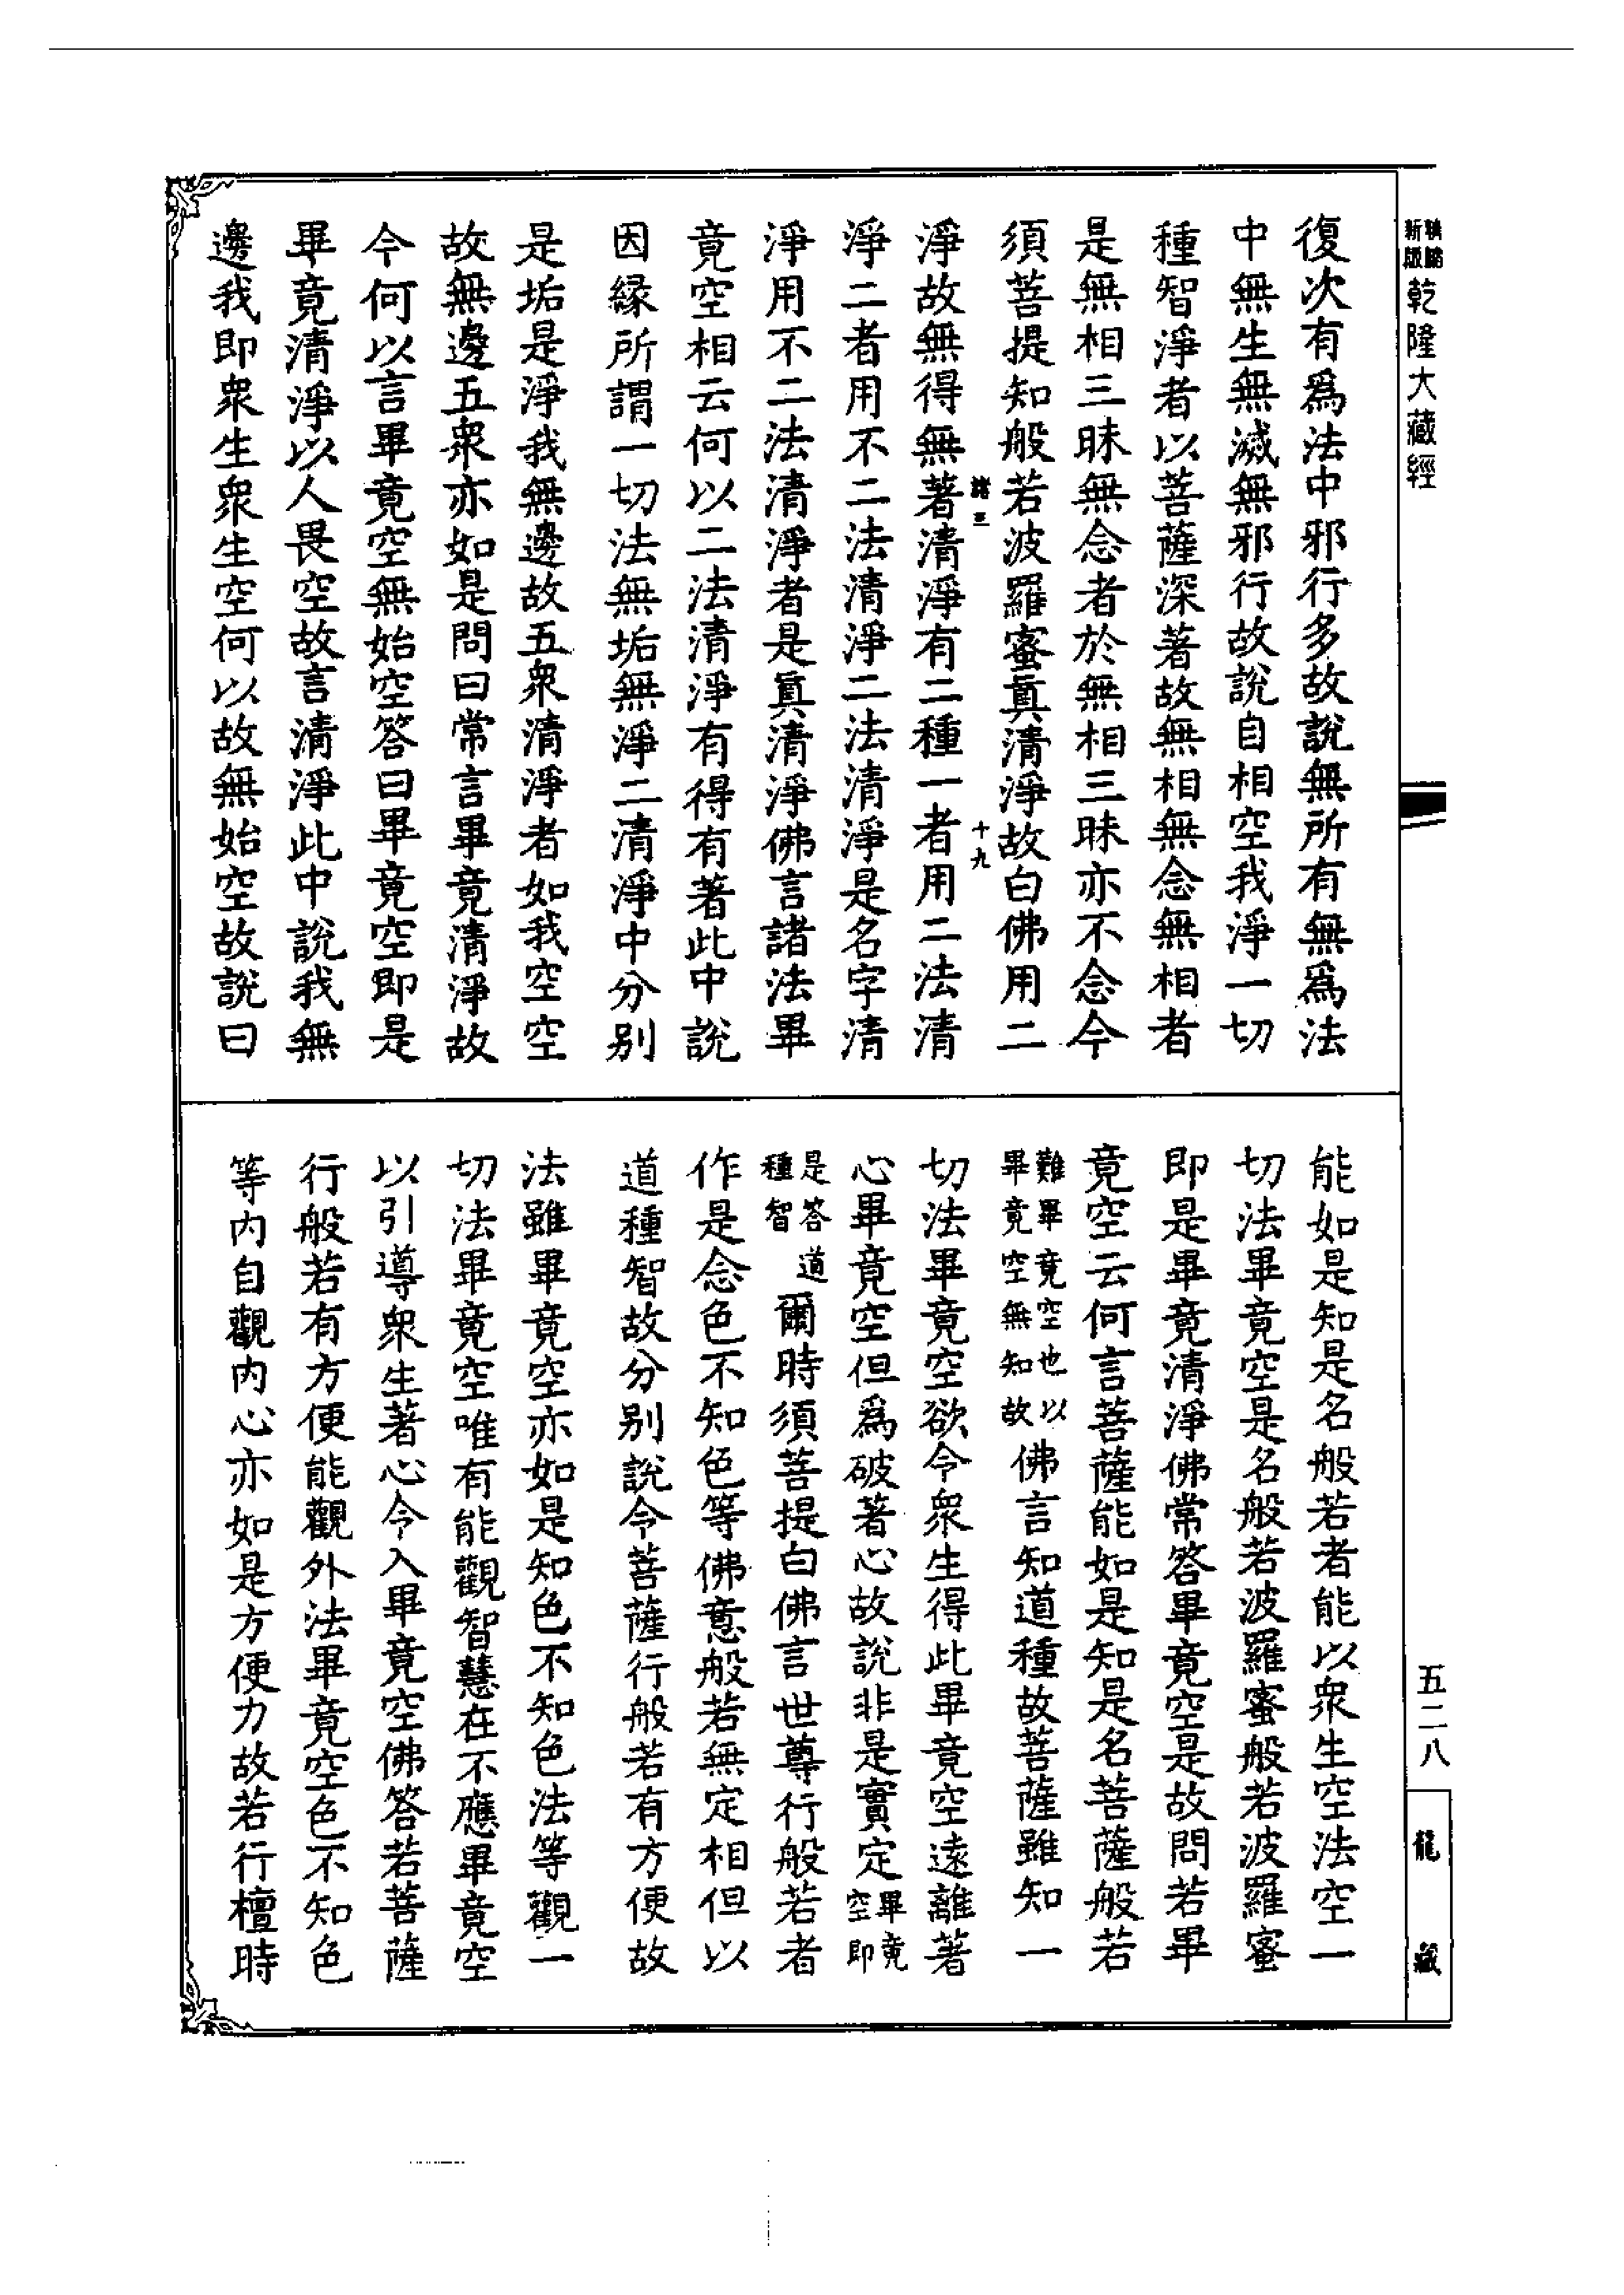 新版
乾隆大藏經
復次有爲法中邪行多故說無所有無爲法
中無生無滅無邪行故說自相空我淨一切
種智淨者以菩薩深著故無相無念無相者
是無相三昧無念者於無相三昧亦不念今
須菩提知般若波羅蜜眞清淨故白佛用二
諸三
十九
淨故無得無著清淨有二種一者用二法清
淨二者用不二法清淨二法清淨是名字清
淨用不二法清淨者是眞清淨佛言諸法畢
竟空相云何以二法清淨有得有著此中說
因緣所謂一切法無垢無淨二清淨中分別
是垢是淨我無邊故五衆清淨者如我空空
故無邊五衆亦如是問曰常言畢竟清淨故
今何以言畢竟空無始空答曰畢竟空即是
畢竟清淨以人畏空故言清淨此中說我無
邊我即衆生衆生空何以故無始空故說曰
能如是知是名般若者能以衆生空法空一
切法畢竟空是名般若波羅蜜般若波羅蜜
即是畢竟清淨佛常答畢竟空是故問若畢
竟空云何言菩薩能如是知是名菩薩般若
難畢竟空也以
畢竟空無知故
佛言知道種故菩薩雖知一
切法畢竟空欲令衆生得此畢竟空遠離著
心畢竟空但爲破著心故說非是實定
畢竟
空即
是答道
種智
爾時須菩提白佛言世尊行般若者
作是念色不知色等佛意般若無定相但以
道種智故分別說今菩薩行般若有方便故
法雖畢竟空亦如是知色不知色法等觀一
切法畢竟空唯有能觀智慧在不應畢竟空
以引導衆生著心令入畢竟空佛答若菩薩
行般若有方便能觀外法畢竟空色不知色
等內自觀內心亦如是方便力故若行檀時
五二八
龍藏